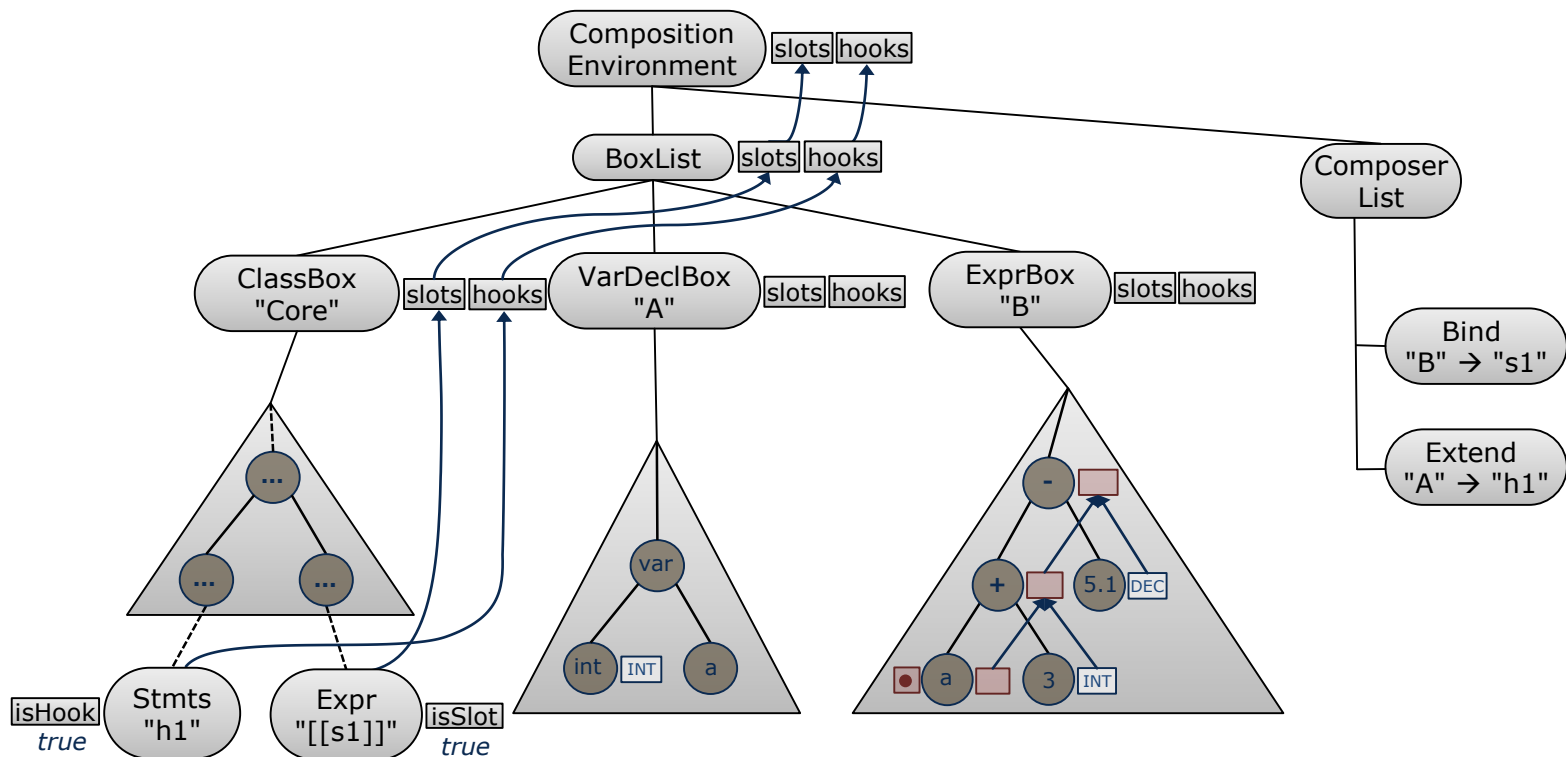 Composition
Environment
slots hooks
BoxList
slots hooks
Composer
List
ClassBox
"Core"
slots hooks
VarDeclBox
"A"
slots hooks
ExprBox
"B"
slots hooks
Bind
"B" → "s1"
Extend
"A" → "h1"
...
...
...
var
int
INT
a
-
+
5.1
DEC
a
3
INT
isHook
true
Stmts
"h1"
Expr
"[[s1]]"
isSlot
true